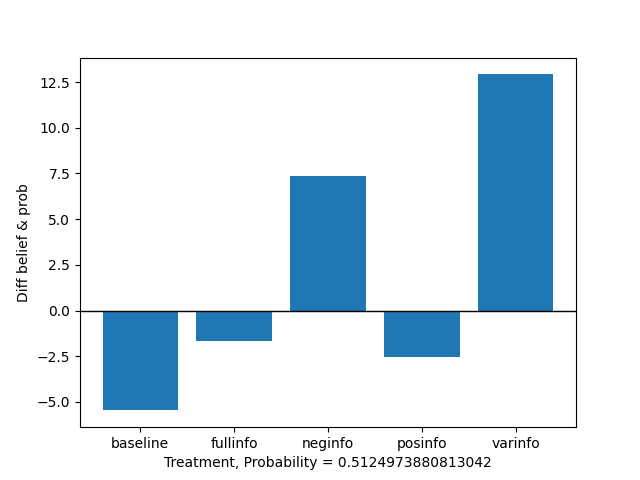 12.5
10.0
7.5
5.0
2.5
0.0
−2.5
−5.0
Diff belief & prob
baseline fullinfo neginfo posinfo varinfo
Treatment, Probability = 0.5124973880813042